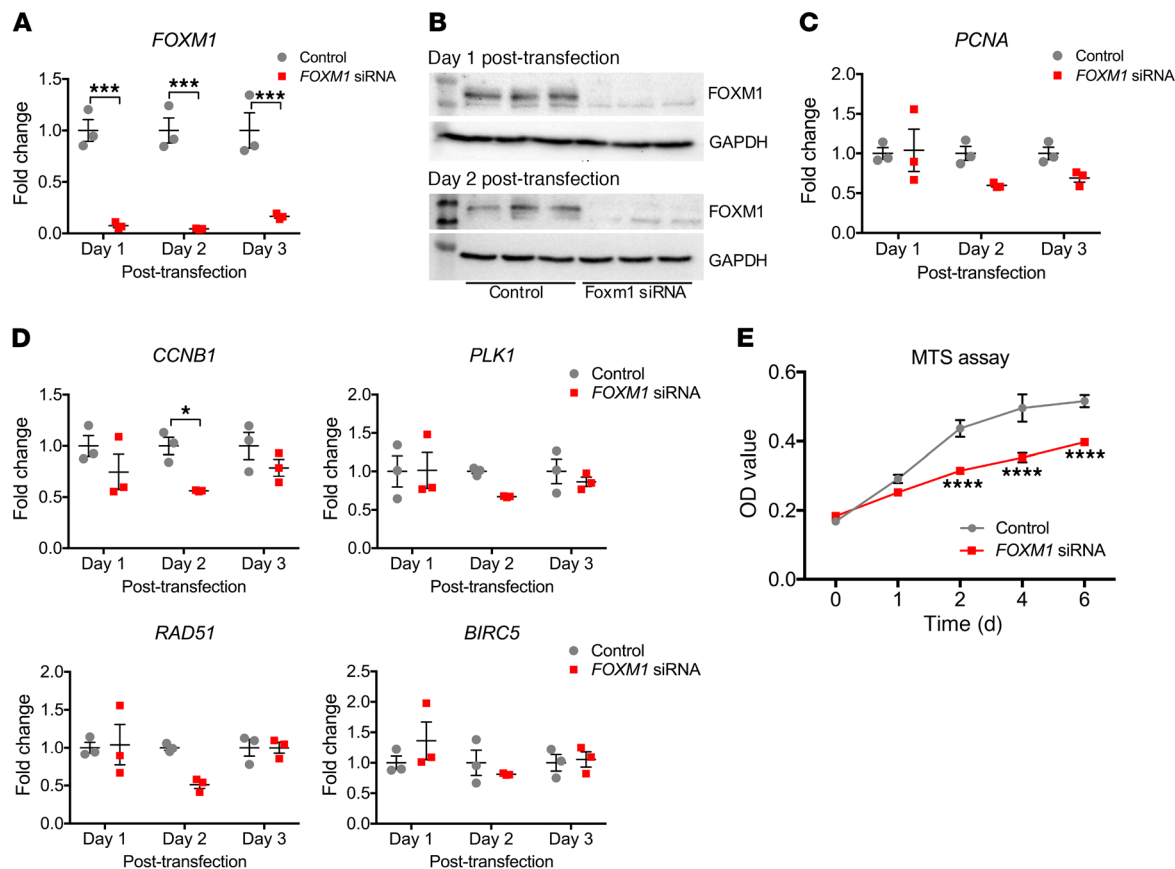 A
FOXM1
Control
FOXM1 siRNA
Fold change
1.5
1.0
0.5
0.0
***
***
***
Day 1
Day 2
Day 3
Post-transfection
B
Day 1 post-transfection
FOXM1
GAPDH
Day 2 post-transfection
FOXM1
GAPDH
Control
Foxm1 siRNA
C
PCNA
Control
FOXM1 siRNA
Fold change
2.0
1.5
1.0
0.5
0.0
Day 1
Day 2
Day 3
Post-transfection
D
CCNB1
Fold change
1.5
1.0
0.5
0.0
*
Day 1
Day 2
Day 3
Post-transfection
PLK1
Control
FOXM1 siRNA
Fold change
2.0
1.5
1.0
0.5
0.0
Day 1
Day 2
Day 3
Post-transfection
RAD51
Fold change
2.0
1.5
1.0
0.5
0.0
Day 1
Day 2
Day 3
Post-transfection
BIRC5
Control
FOXM1 siRNA
Fold change
2.5
2.0
1.5
1.0
0.5
0.0
Day 1
Day 2
Day 3
Post-transfection
E
MTS assay
OD value
0.6
0.4
0.2
0.0
****
****
****
Control
FOXM1 siRNA
0
1
2
4
6
Time (d)